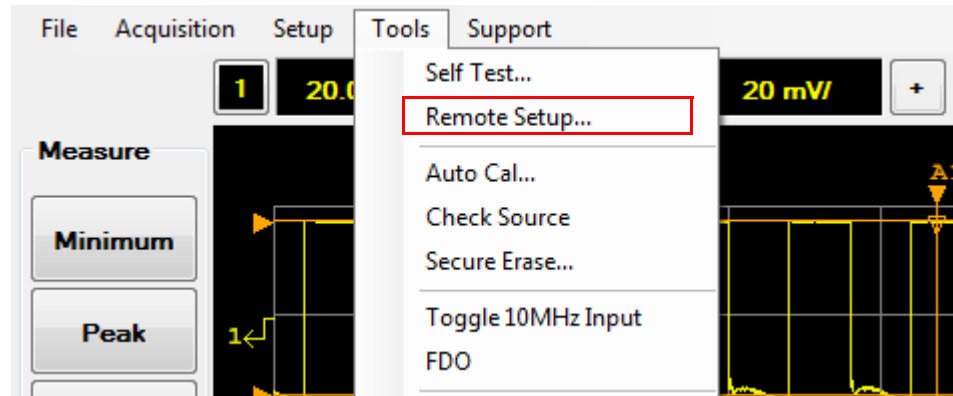 File Acquisition Setup Tools Support
Self Test...
1 20.0 20 mV/ +
Remote Setup...
Measure
Auto Cal...
A1
Check Source
Minimum
Secure Erase...
Toggle 10MHz Input
Peak
1
FDO